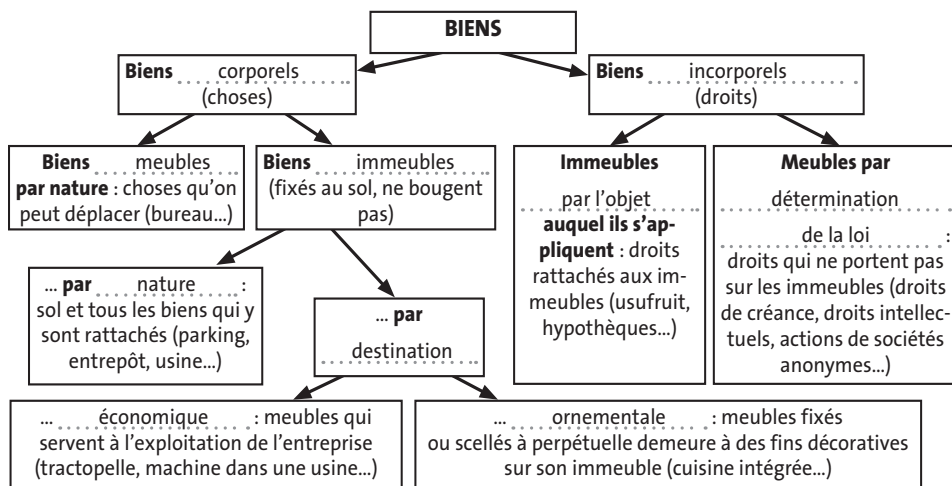 BIENS
Biens corporels
(choses)
Biens incorporels
(droits)
Biens meubles
par nature : choses qu'on
peut déplacer (bureau…)
Biens immeubles
(fixés au sol, ne bougent
pas)
Immeubles
par l'objet
auquel ils s'ap-
pliquent : droits
rattachés aux im-
meubles (usufruit,
hypothèques…)
Meubles par
détermination
de la loi :
droits qui ne portent pas
sur les immeubles (droits
de créance, droits intellec-
tuels, actions de sociétés
anonymes…)
… par nature :
sol et tous les biens qui y
sont rattachés (parking,
entrepôt, usine…)
… par
destination
… économique : meubles qui
servent à l'exploitation de l'entreprise
(tractopelle, machine dans une usine…)
… ornementale : meubles fixés
ou scellés à perpétuelle demeure à des fins décoratives
sur son immeuble (cuisine intégrée…)